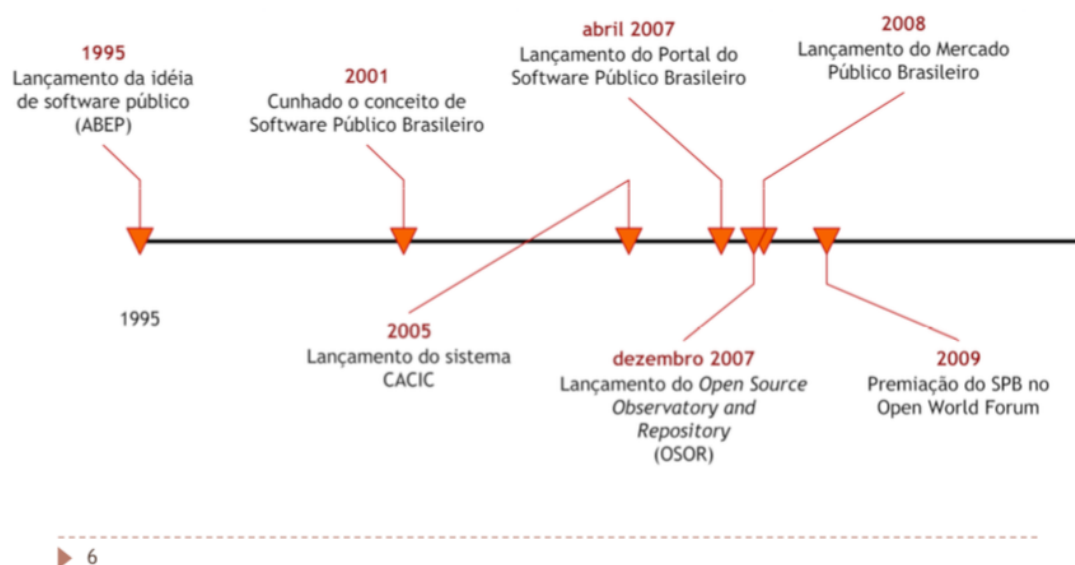 1995
Lançamento da idéia
de software público
(ABEP)
2001
Cunhado o conceito de
Software Público Brasileiro
abril 2007
Lançamento do Portal do
Software Público Brasileiro
2008
Lançamento do Mercado
Público Brasileiro
1995
2005
Lançamento do sistema
CACIC
dezembro 2007
Lançamento do Open Source
Observatory and
Repository
(OSOR)
2009
Premiação do SPB no
Open World Forum
6